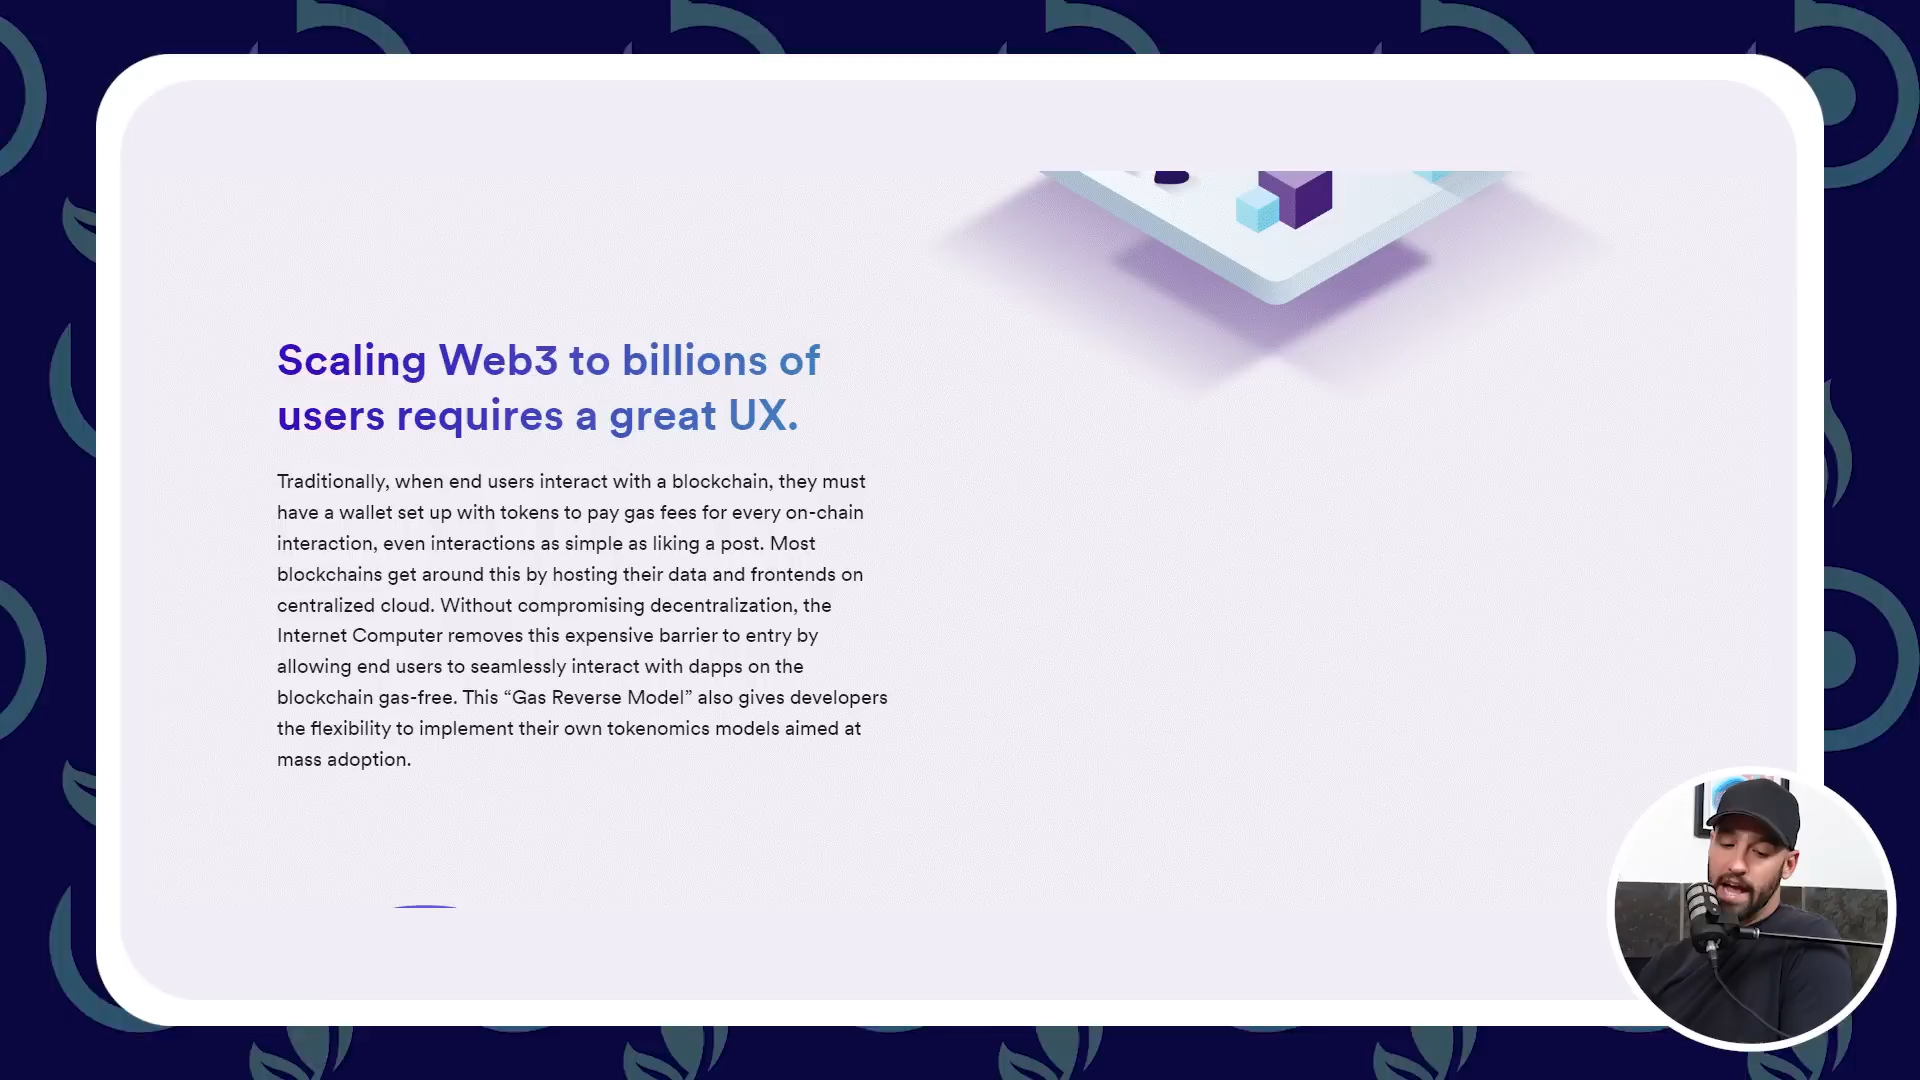 Scaling Web3 to billions of
users requires a great UX.
Traditionally, when end users interact with a blockchain, they must
have a wallet set up with tokens to pay gas fees for every on-chain
interaction, even interactions as simple as liking a post. Most
blockchains get around this by hosting their data and frontends on
centralized cloud. Without compromising decentralization, the
Internet Computer removes this expensive barrier to entry by
allowing end users to seamlessly interact with dapps on the
blockchain gas-free. This “Gas Reverse Model” also gives developers
the flexibility to implement their own tokenomics models aimed at
mass adoption.